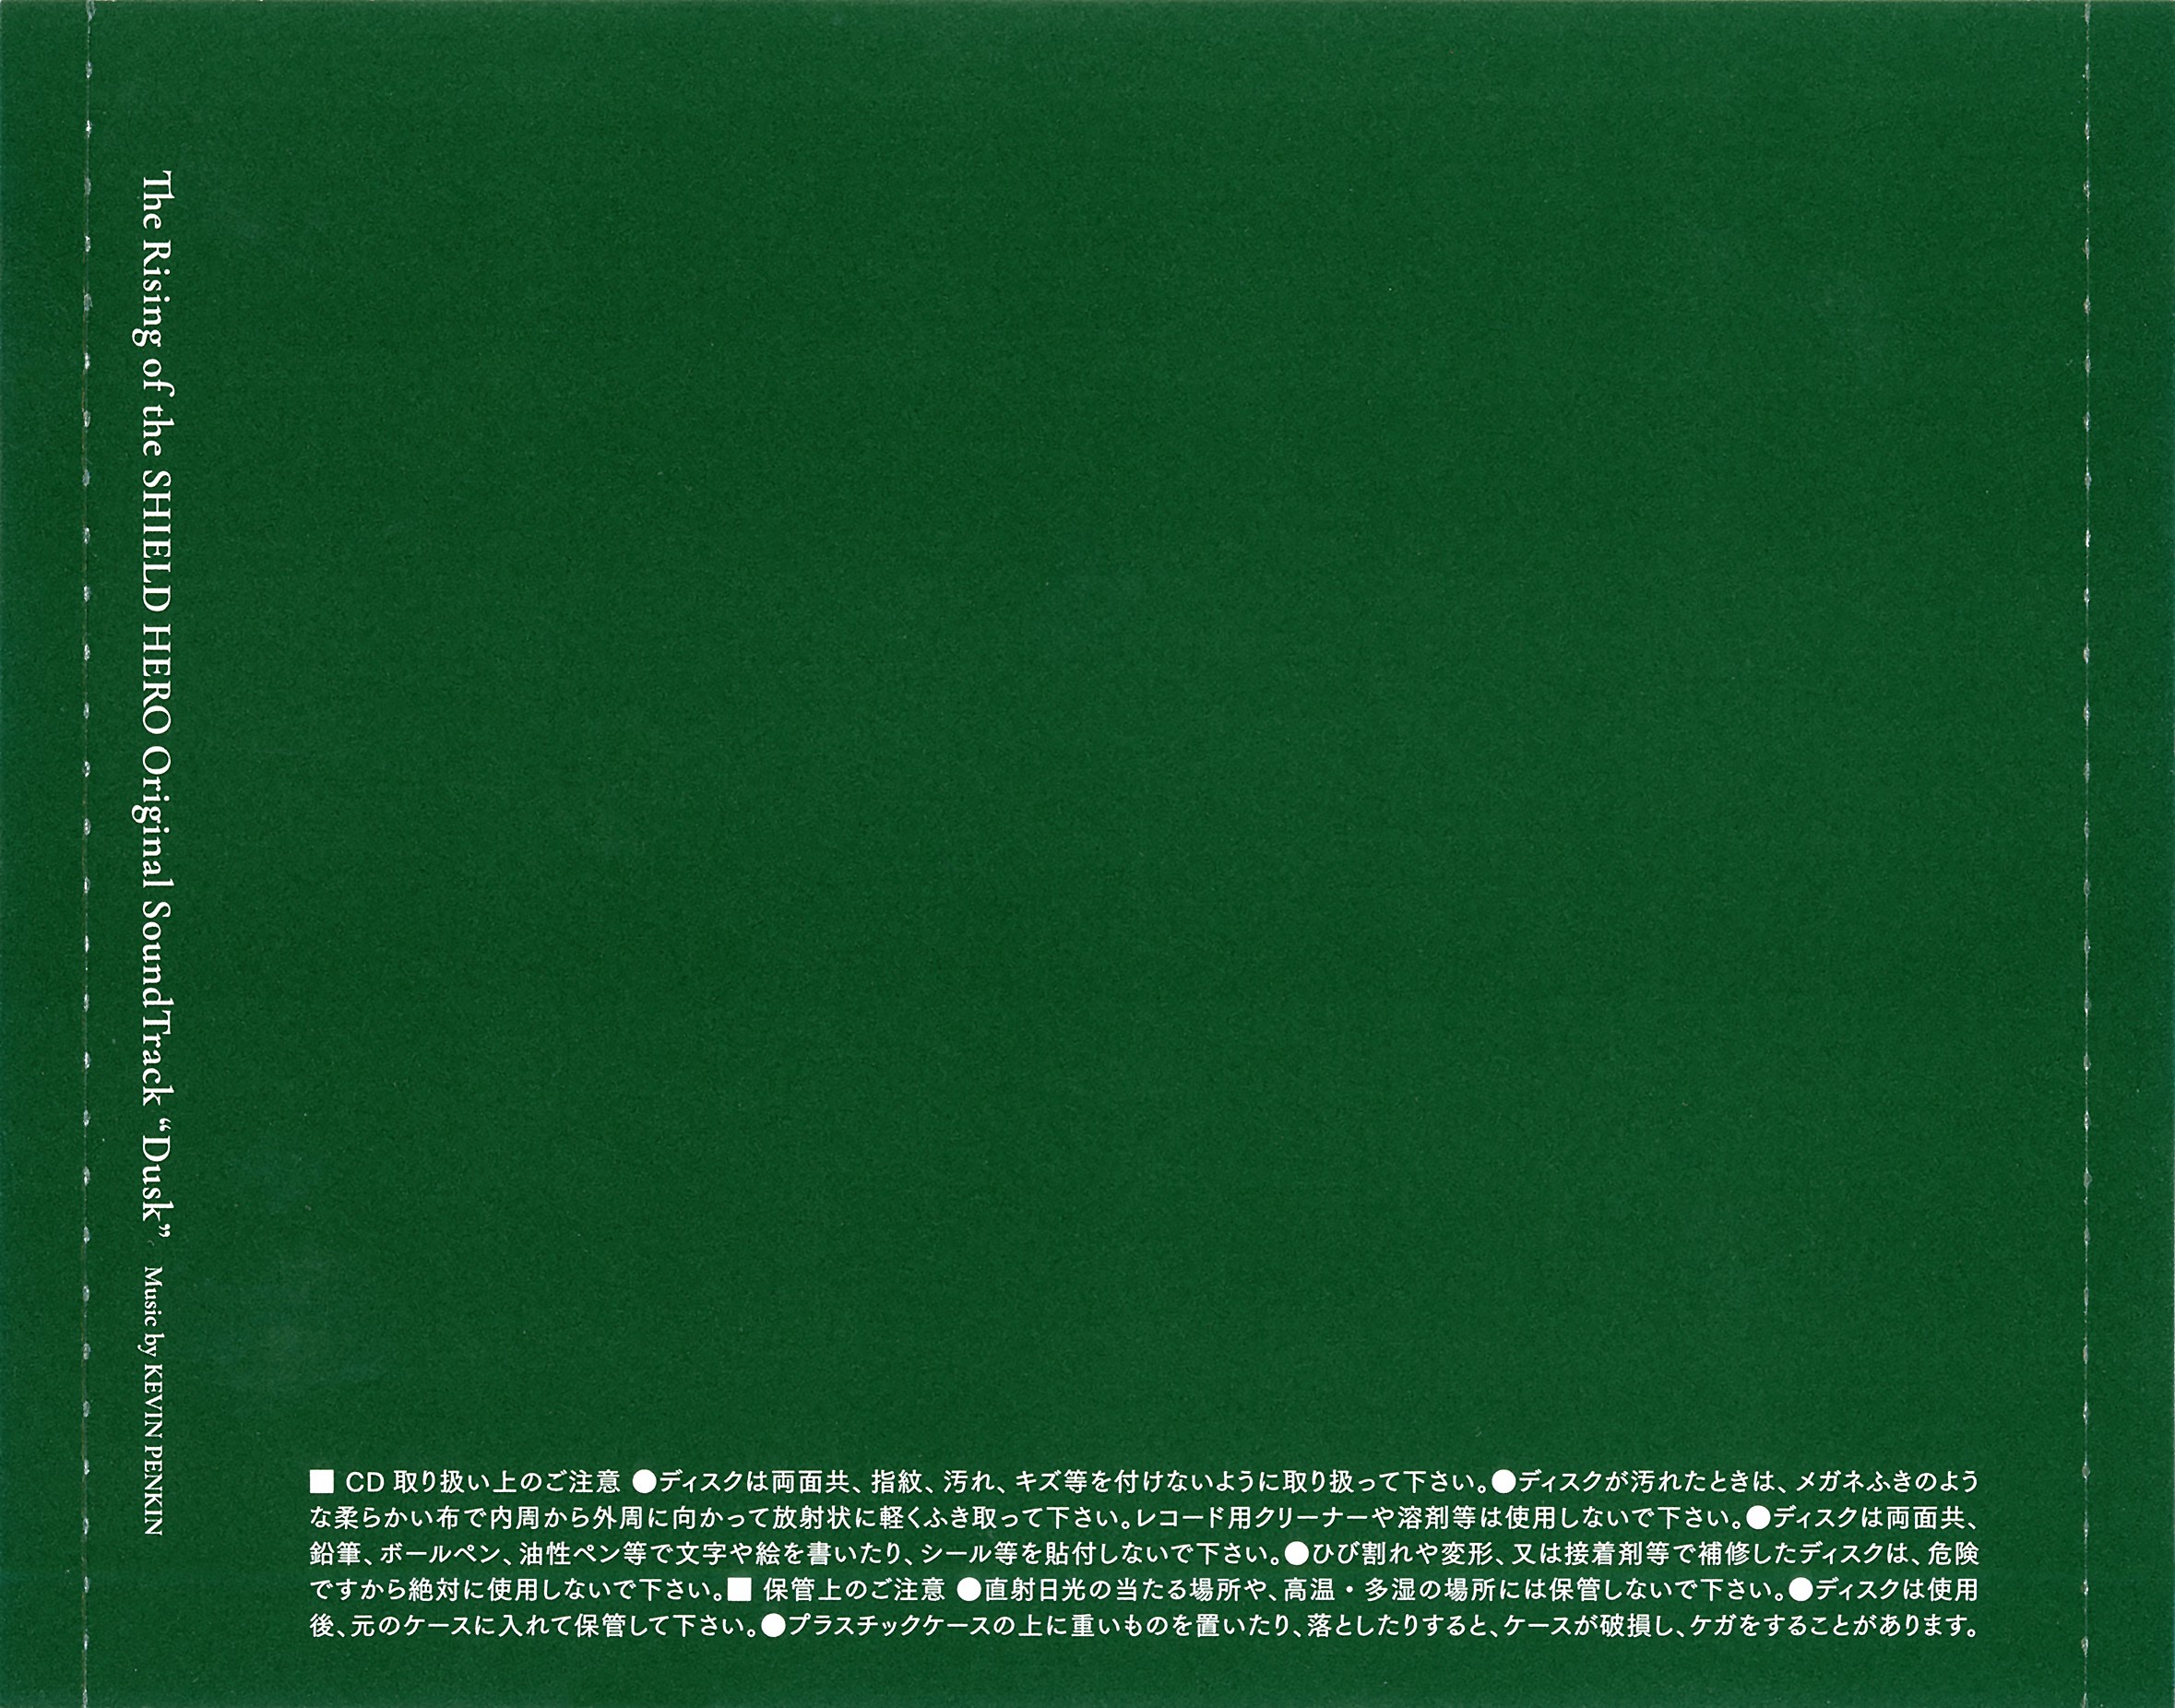 The Rising of the SHIELD HERO Original SoundTrack “Dusk” Music by KEVIN PENKIN
■ CD 取り扱い上のご注意 ●ディスクは両面共、指紋、汚れ、キズ等を付けないように取り扱って下さい。●ディスクが汚れたときは、メガネふきのよう
な柔らかい布で内周から外周に向かって放射状に軽くふき取って下さい。レコード用クリーナーや溶剤等は使用しないで下さい。●ディスクは両面共、
鉛筆、ボールペン、油性ペン等で文字や絵を書いたり、シール等を貼付しないで下さい。●ひび割れや変形、又は接着剤等で補修したディスクは、危険
ですから絶対に使用しないで下さい。■ 保管上のご注意 ●直射日光の当たる場所や、高温・多湿の場所には保管しないで下さい。●ディスクは使用
後、元のケースに入れて保管して下さい。●プラスチックケースの上に重いものを置いたり、落としたりすると、ケースが破損し、ケガをすることがあります。